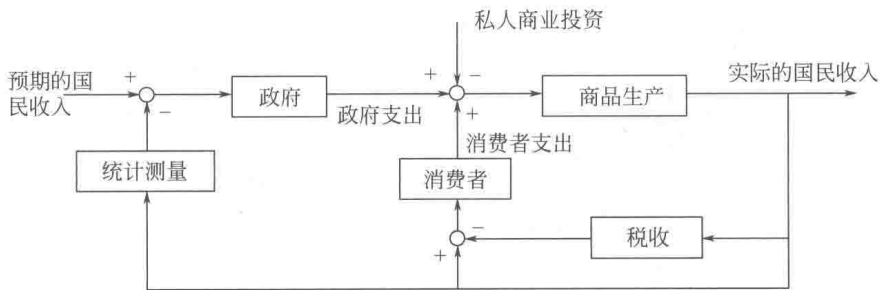 私人商业投资
预期的国
民收入
+
−
政府
政府支出
+
−
+
商品生产
实际的国民收入
消费者支出
统计测量
消费者
−
+
税收